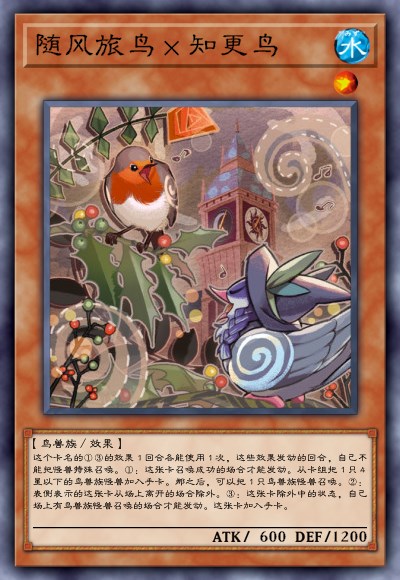 随风旅鸟×知更鸟
水
【鸟兽族/效果】
这个卡名的①③的效果1回合各能使用1次，这些效果发动的回合，自己不
能把怪兽特殊召唤。①：这张卡召唤成功的场合才能发动。从卡组把1只4
星以下的鸟兽族怪兽加入手卡。那之后，可以把1只鸟兽族怪兽召唤。②：
表侧表示的这张卡从场上离开的场合除外。③：这张卡除外中的状态，自己
场上有鸟兽族怪兽召唤的场合才能发动。这张卡加入手卡。
ATK/ 600 DEF/1200